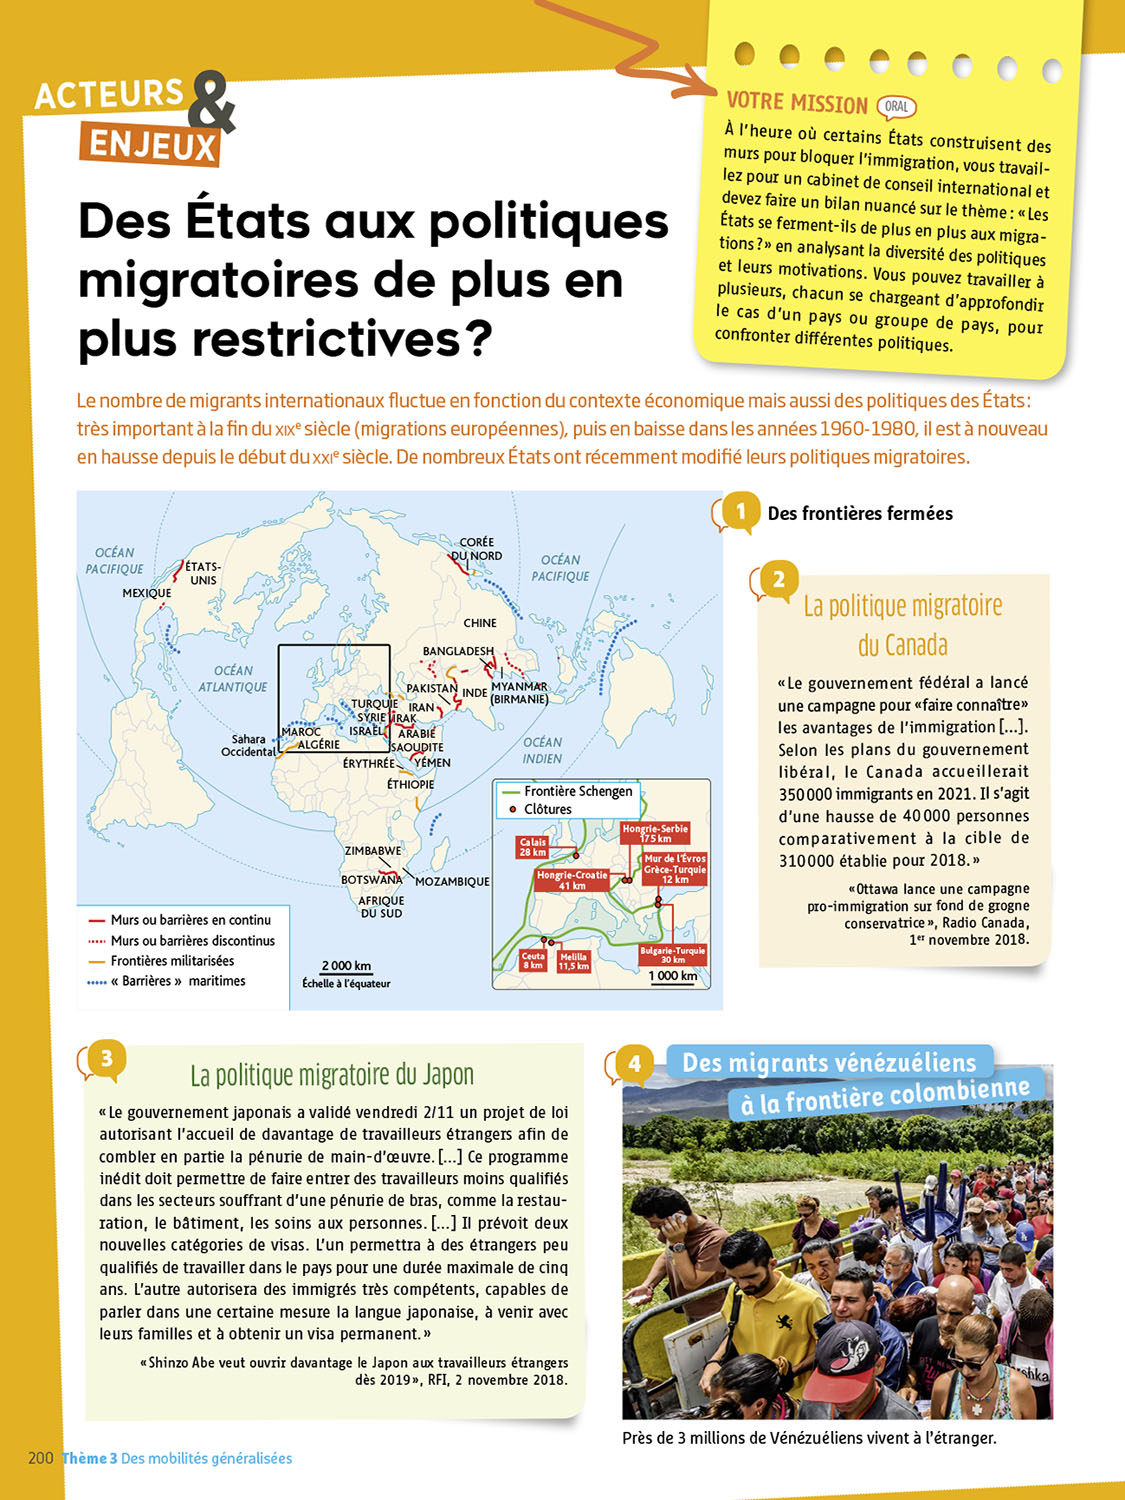 ACTEURS &
ENJEUX
VOTRE MISSION ORAL
À l'heure où certains États construisent des
murs pour bloquer l'immigration, vous travail-
lez pour un cabinet de conseil international et
devez faire un bilan nuancé sur le thème : « Les
États se ferment-ils de plus en plus aux migra-
tions ? » en analysant la diversité des politiques
et leurs motivations. Vous pouvez travailler à
plusieurs, chacun se chargeant d'approfondir
le cas d'un pays ou groupe de pays, pour
confronter différentes politiques.
Des États aux politiques
migratoires de plus en
plus restrictives ?
Le nombre de migrants internationaux fluctue en fonction du contexte économique mais aussi des politiques des États :
très important à la fin du XIXe siècle (migrations européennes), puis en baisse dans les années 1960-1980, il est à nouveau
en hausse depuis le début du XXIe siècle. De nombreux États ont récemment modifié leurs politiques migratoires.
1 Des frontières fermées
OCÉAN
PACIFIQUE
ÉTATS-
UNIS
MEXIQUE
CORÉE
DU NORD
OCÉAN
PACIFIQUE
CHINE
BANGLADESH
OCÉAN
ATLANTIQUE
PAKISTAN
INDE
MYANMAR
(BIRMANIE)
TURQUIE
IRAN
SYRIE
IRAK
ISRAËL
ARABIE
SAOUDITE
MAROC
ALGÉRIE
Sahara
Occidental
OCÉAN
INDIEN
ÉRYTHRÉE
YÉMEN
ÉTHIOPIE
ZIMBABWE
BOTSWANA
MOZAMBIQUE
AFRIQUE
DU SUD
Murs ou barrières en continu
Murs ou barrières discontinus
Frontières militarisées
« Barrières » maritimes
2 000 km
Échelle à l'équateur
Frontière Schengen
Clôtures
Calais
28 km
Hongrie-Serbie
175 km
Mur de l'Évros
Grèce-Turquie
12 km
Hongrie-Croatie
41 km
Ceuta
8 km
Melilla
11,5 km
Bulgarie-Turquie
30 km
1 000 km
2
La politique migratoire
du Canada
« Le gouvernement fédéral a lancé
une campagne pour « faire connaître »
les avantages de l'immigration [...].
Selon les plans du gouvernement
libéral, le Canada accueillerait
350 000 immigrants en 2021. Il s'agit
d'une hausse de 40 000 personnes
comparativement à la cible de
310 000 établie pour 2018. »
« Ottawa lance une campagne
pro-immigration sur fond de grogne
conservatrice », Radio Canada,
1er novembre 2018.
3
La politique migratoire du Japon
« Le gouvernement japonais a validé vendredi 2/11 un projet de loi
autorisant l'accueil de davantage de travailleurs étrangers afin de
combler en partie la pénurie de main-d'œuvre. [...] Ce programme
inédit doit permettre de faire entrer des travailleurs moins qualifiés
dans les secteurs souffrant d'une pénurie de bras, comme la restau-
ration, le bâtiment, les soins aux personnes. [...] Il prévoit deux
nouvelles catégories de visas. L'un permettra à des étrangers peu
qualifiés de travailler dans le pays pour une durée maximale de cinq
ans. L'autre autorisera des immigrés très compétents, capables de
parler dans une certaine mesure la langue japonaise, à venir avec
leurs familles et à obtenir un visa permanent. »
« Shinzo Abe veut ouvrir davantage le Japon aux travailleurs étrangers
dès 2019 », RFI, 2 novembre 2018.
4 Des migrants vénézuéliens
à la frontière colombienne
Près de 3 millions de Vénézuéliens vivent à l'étranger.
200 Thème 3 Des mobilités généralisées